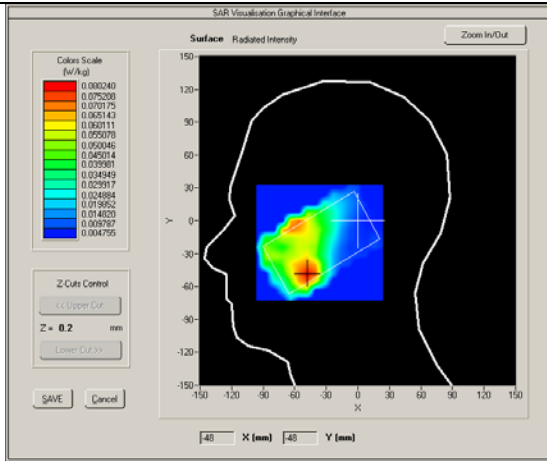 SAR Visualisation Graphical Interface
Surface Radiated Intensity
Zoom In/Out
Colors Scale
(W/kg)
0.080240
0.075208
0.070175
0.065143
0.060111
0.055078
0.050046
0.045014
0.039981
0.034949
0.029917
0.024884
0.019852
0.014820
0.009787
0.004755
Z-Cuts Control
<< Upper Cut
Z = 0.2 mm
Lower Cut >>
SAVE Cancel
150
120
90
60
30
Y 0
-30
-60
-90
-120
-150
-150 -120 -90 -60 -30 0 30 60 90 120 150
X
-48 X (mm) -48 Y (mm)